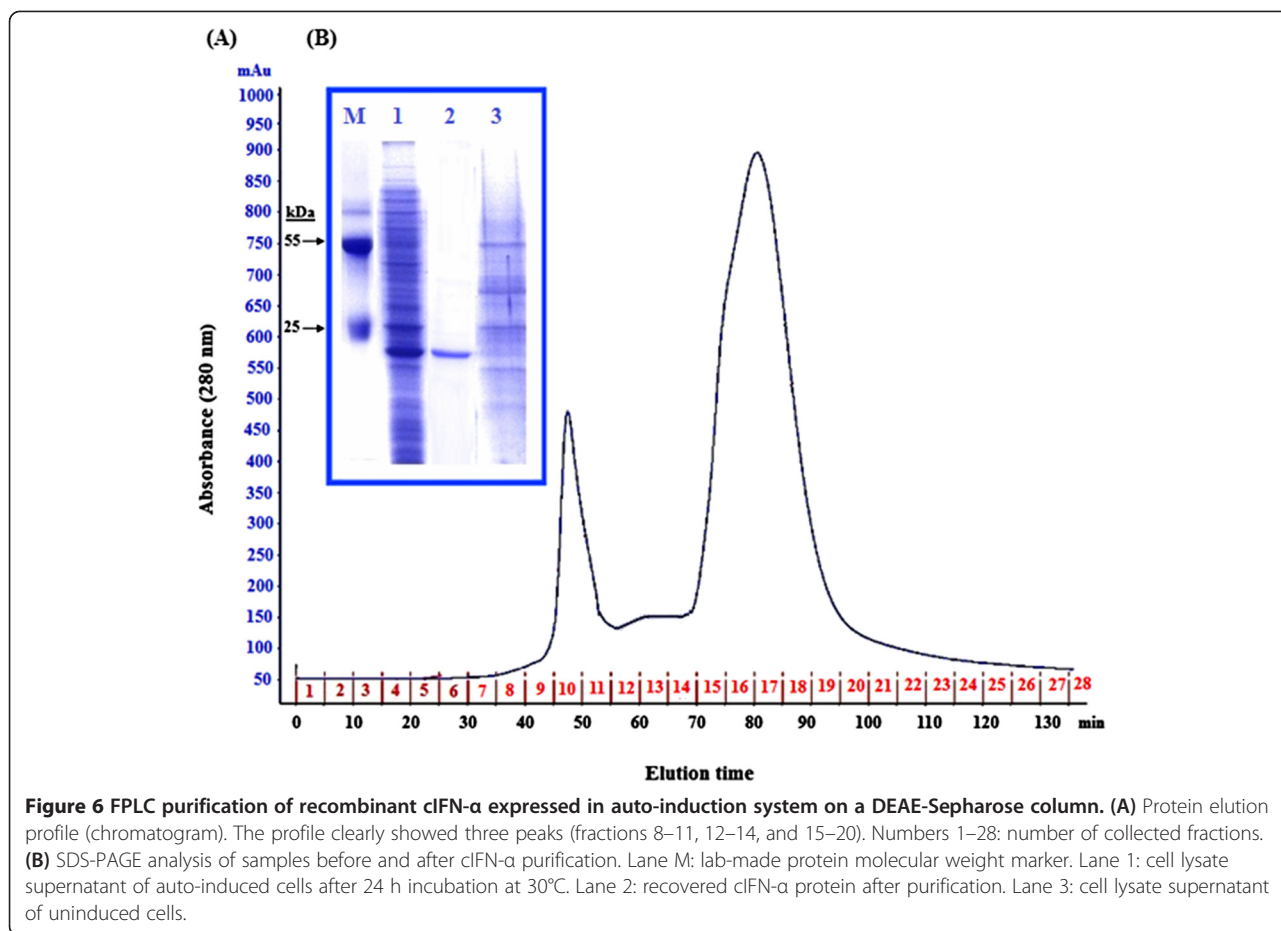 (A) (B)
mAu
1000
950
900
850
800
750
700
650
600
550
500
450
400
350
300
250
200
150
100
50
Absorbance (280 nm)
M 1 2 3
kDa
55
25
1 2 3 4 5 6 7 8 9 10 11 12 13 14 15 16 17 18 19 20 21 22 23 24 25 26 27 28
0 10 20 30 40 50 60 70 80 90 100 110 120 130 min
Elution time
Figure 6 FPLC purification of recombinant cIFN-α expressed in auto-induction system on a DEAE-Sepharose column. (A) Protein elution
profile (chromatogram). The profile clearly showed three peaks (fractions 8–11, 12–14, and 15–20). Numbers 1–28: number of collected fractions.
(B) SDS-PAGE analysis of samples before and after cIFN-α purification. Lane M: lab-made protein molecular weight marker. Lane 1: cell lysate
supernatant of auto-induced cells after 24 h incubation at 30°C. Lane 2: recovered cIFN-α protein after purification. Lane 3: cell lysate supernatant
of uninduced cells.